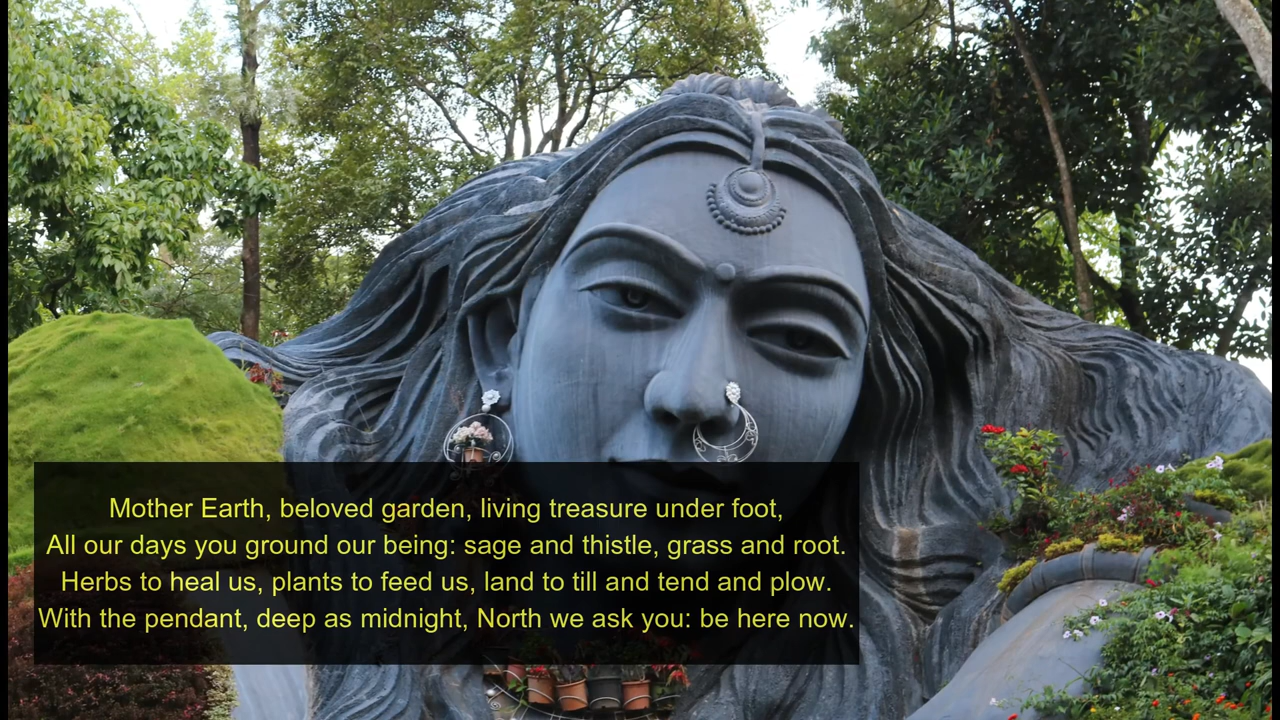 Mother Earth, beloved garden, living treasure under foot,
All our days you ground our being: sage and thistle, grass and root.
Herbs to heal us, plants to feed us, land to till and tend and plow.
With the pendant, deep as midnight, North we ask you: be here now.